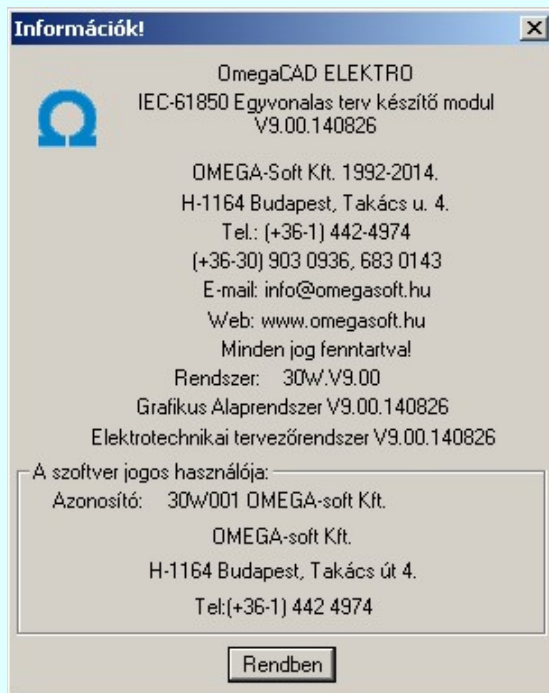 Információk!
OmegaCAD ELEKTRO
IEC-61850 Egyvonalas terv készítő modul
V9.00.140826
OMEGA-Soft Kft. 1992-2014.
H-1164 Budapest, Takács u. 4.
Tel.: (+36-1) 442-4974
(+36-30) 903 0936, 683 0143
E-mail: info@omegasoft.hu
Web: www.omegasoft.hu
Minden jog fenntartva!
Rendszer: 30W.V9.00
Grafikus Alaprendszer V9.00.140826
Elektrotechnikai tervezőrendszer V9.00.140826
A szoftver jogos használója:
Azonosító: 30W001 OMEGA-soft Kft.
OMEGA-soft Kft.
H-1164 Budapest, Takács út 4.
Tel:(+36-1) 442 4974
Rendben